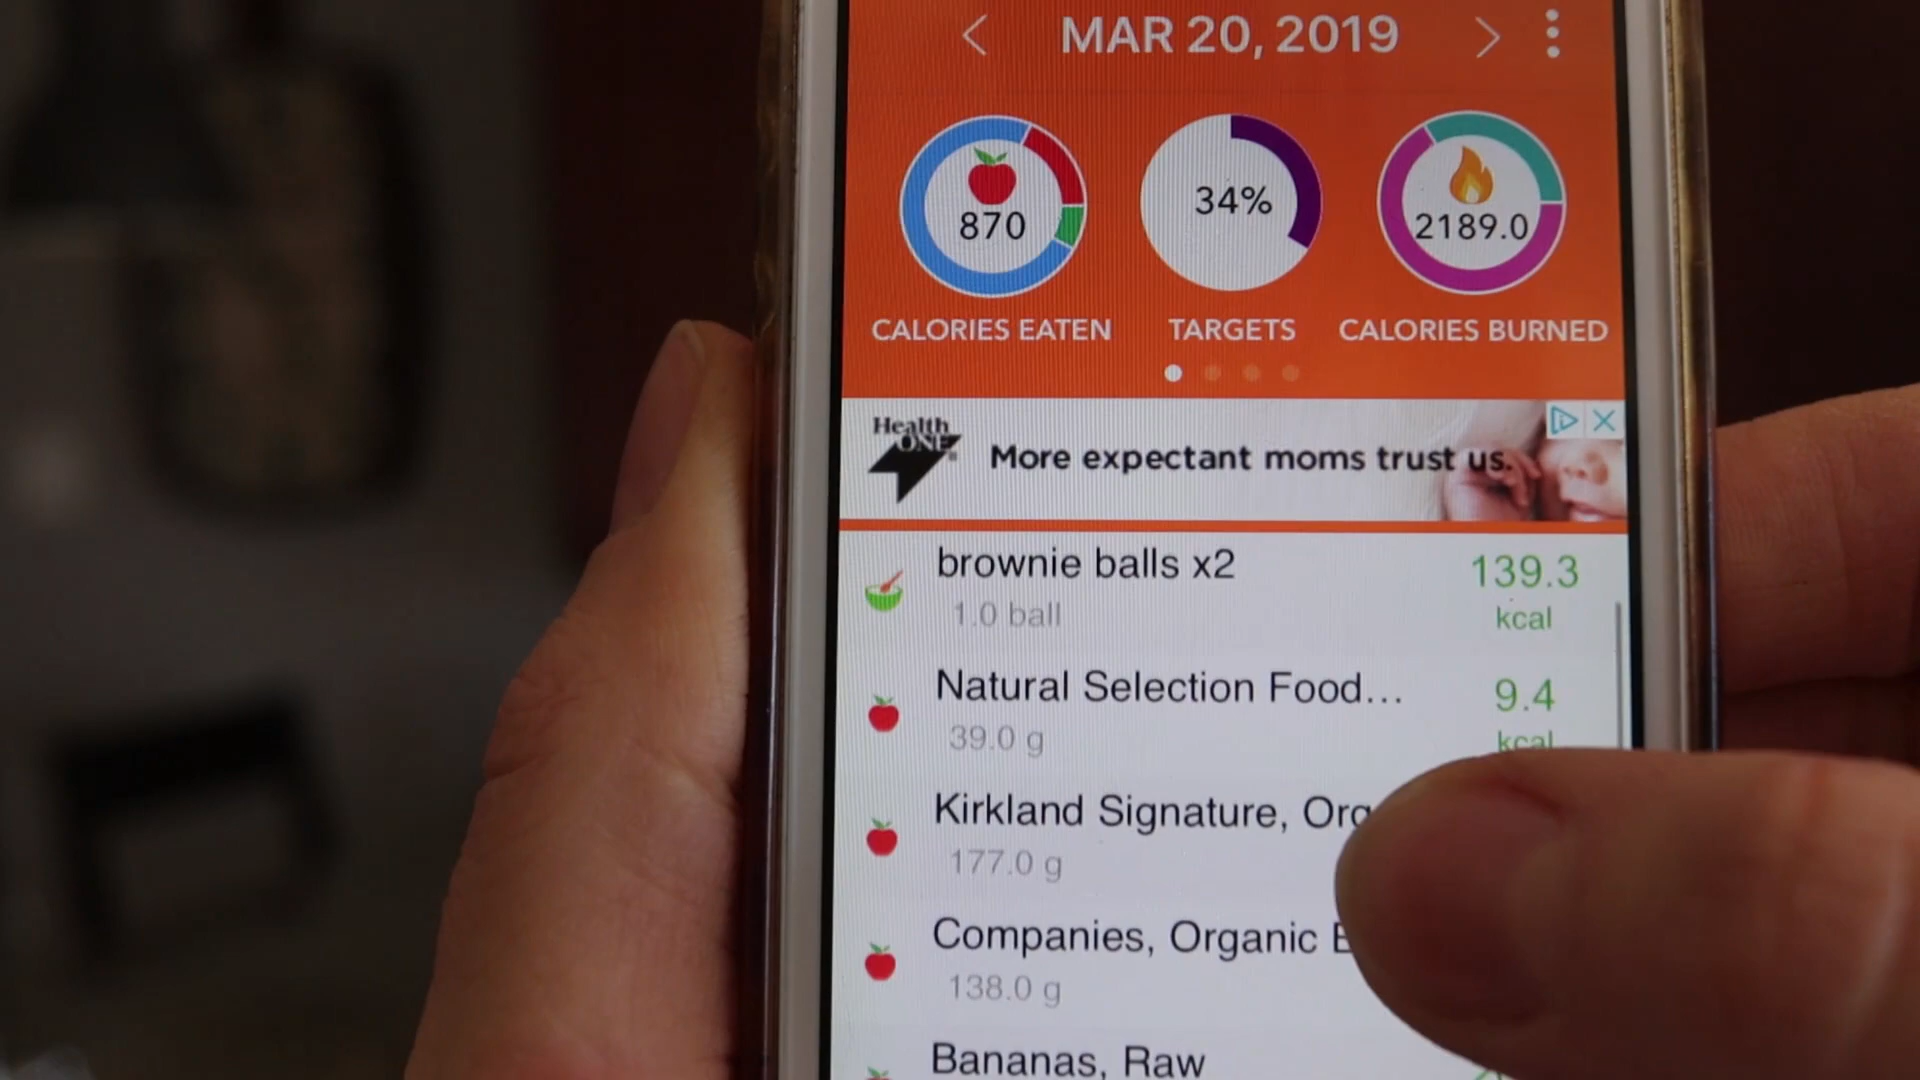 MAR 20, 2019
870
34%
2189.0
CALORIES EATEN
TARGETS
CALORIES BURNED
Health
ONE
More expectant moms trust us.
brownie balls x2
139.3
1.0 ball
kcal
Natural Selection Food...
9.4
39.0 g
kcal
Kirkland Signature, Org
177.0 g
Companies, Organic
138.0 g
Bananas, Raw